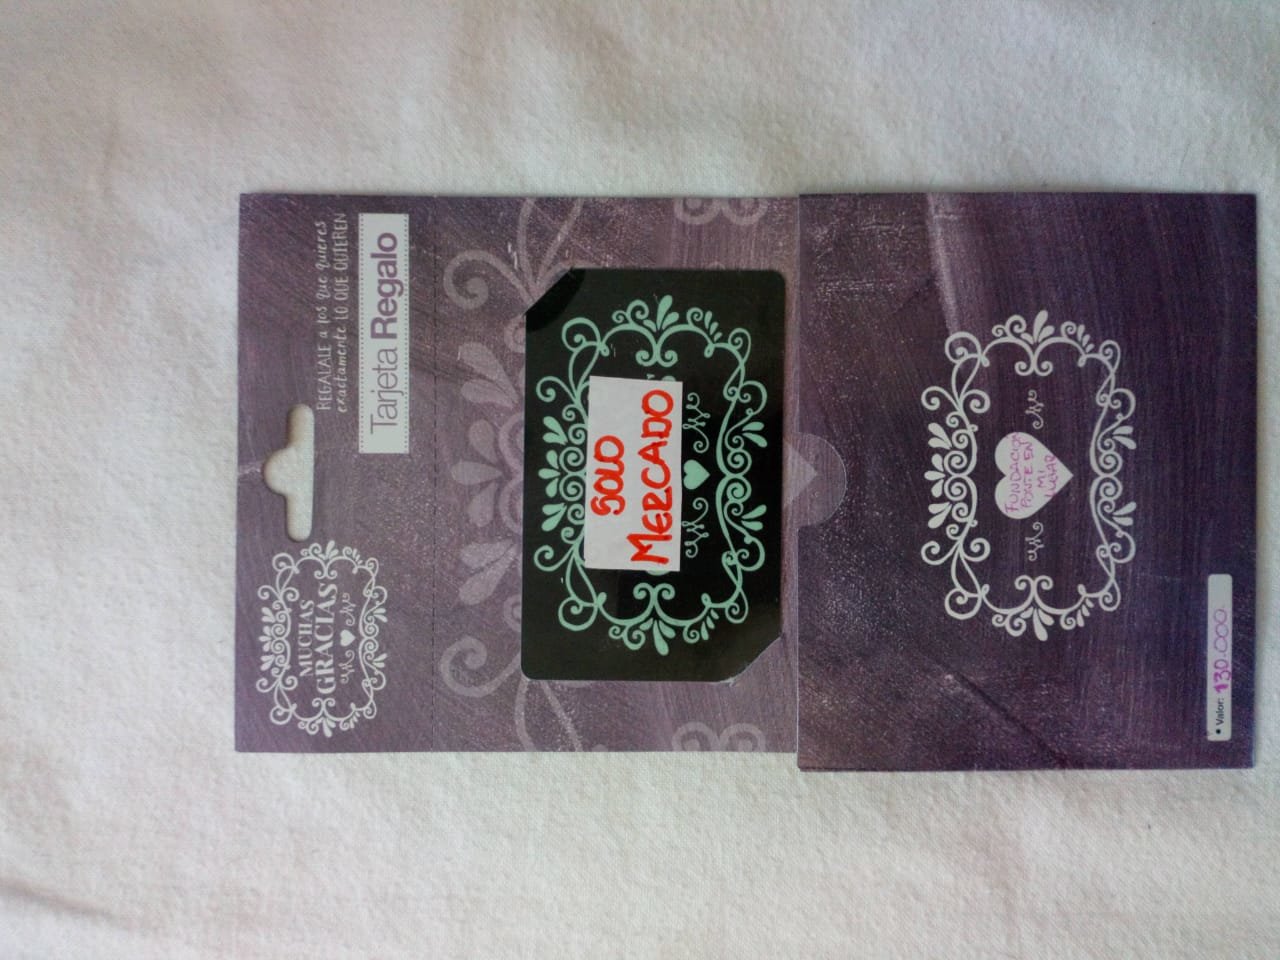 MUCHAS
GRACIAS
REGÁLALE a los que quieres
exactamente LO QUE QUIEREN
Tarjeta Regalo
SOLO
MERCADO
FUNDACION
PONTE EN
MI
LUGAR
• Valor: 130.000